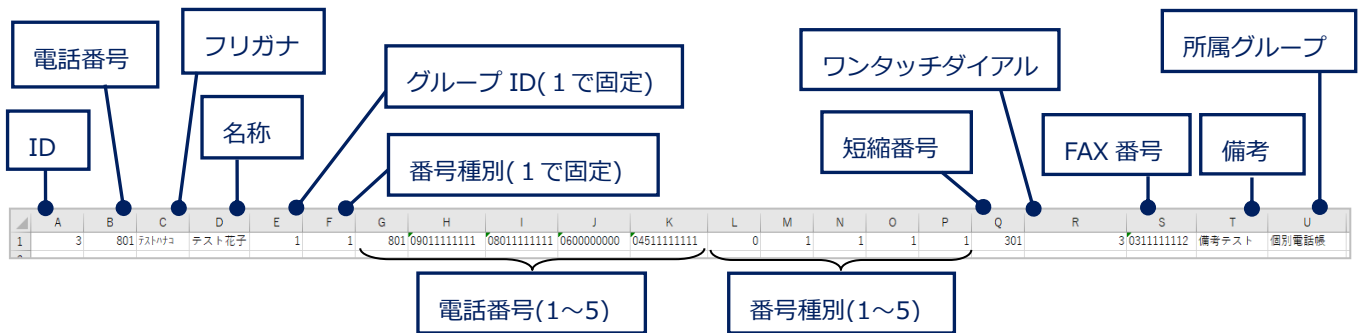 所属グループ
フリガナ
電話番号
グループ ID(１で固定)
ワンタッチダイアル
名称
短縮番号
FAX 番号
備考
ID
番号種別(１で固定)
A B C D E F G H I J K L M N O P Q R S T U
1 3 801 ﾃｽﾄﾊﾅｺ テスト花子 1 1 801 09011111111 08011111111 0600000000 04511111111 0 1 1 1 1 301 3 0311111112 備考テスト 個別電話帳
電話番号(1～5)
番号種別(1～5)